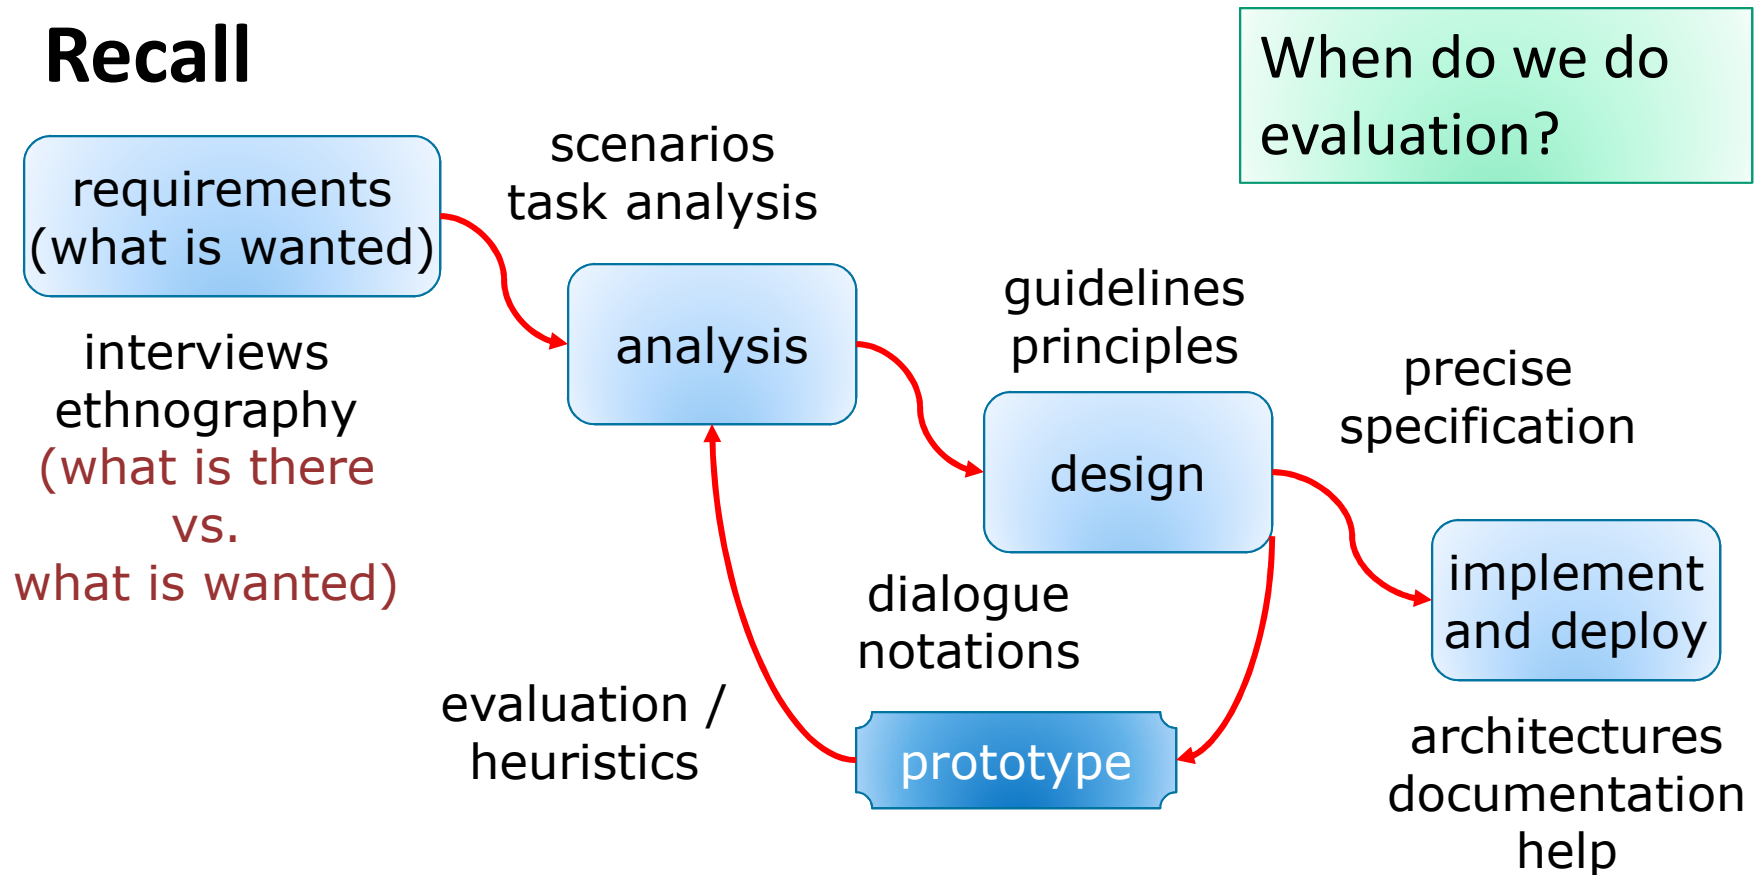 Recall
When do we do
evaluation?
requirements
(what is wanted)
scenarios
task analysis
interviews
ethnography
(what is there
vs.
what is wanted)
analysis
guidelines
principles
design
precise
specification
implement
and deploy
dialogue
notations
evaluation /
heuristics
prototype
architectures
documentation
help